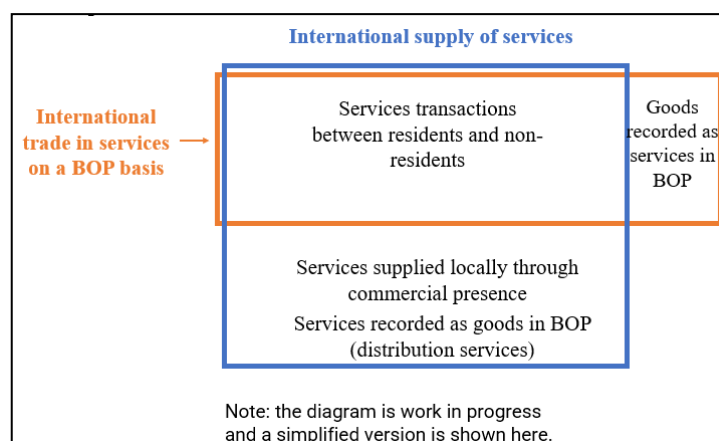 International supply of services
International
trade in services
on a BOP basis
Services transactions
between residents and non-
residents
Goods
recorded as
services in
BOP
Services supplied locally through
commercial presence
Services recorded as goods in BOP
(distribution services)
Note: the diagram is work in progress
and a simplified version is shown here.